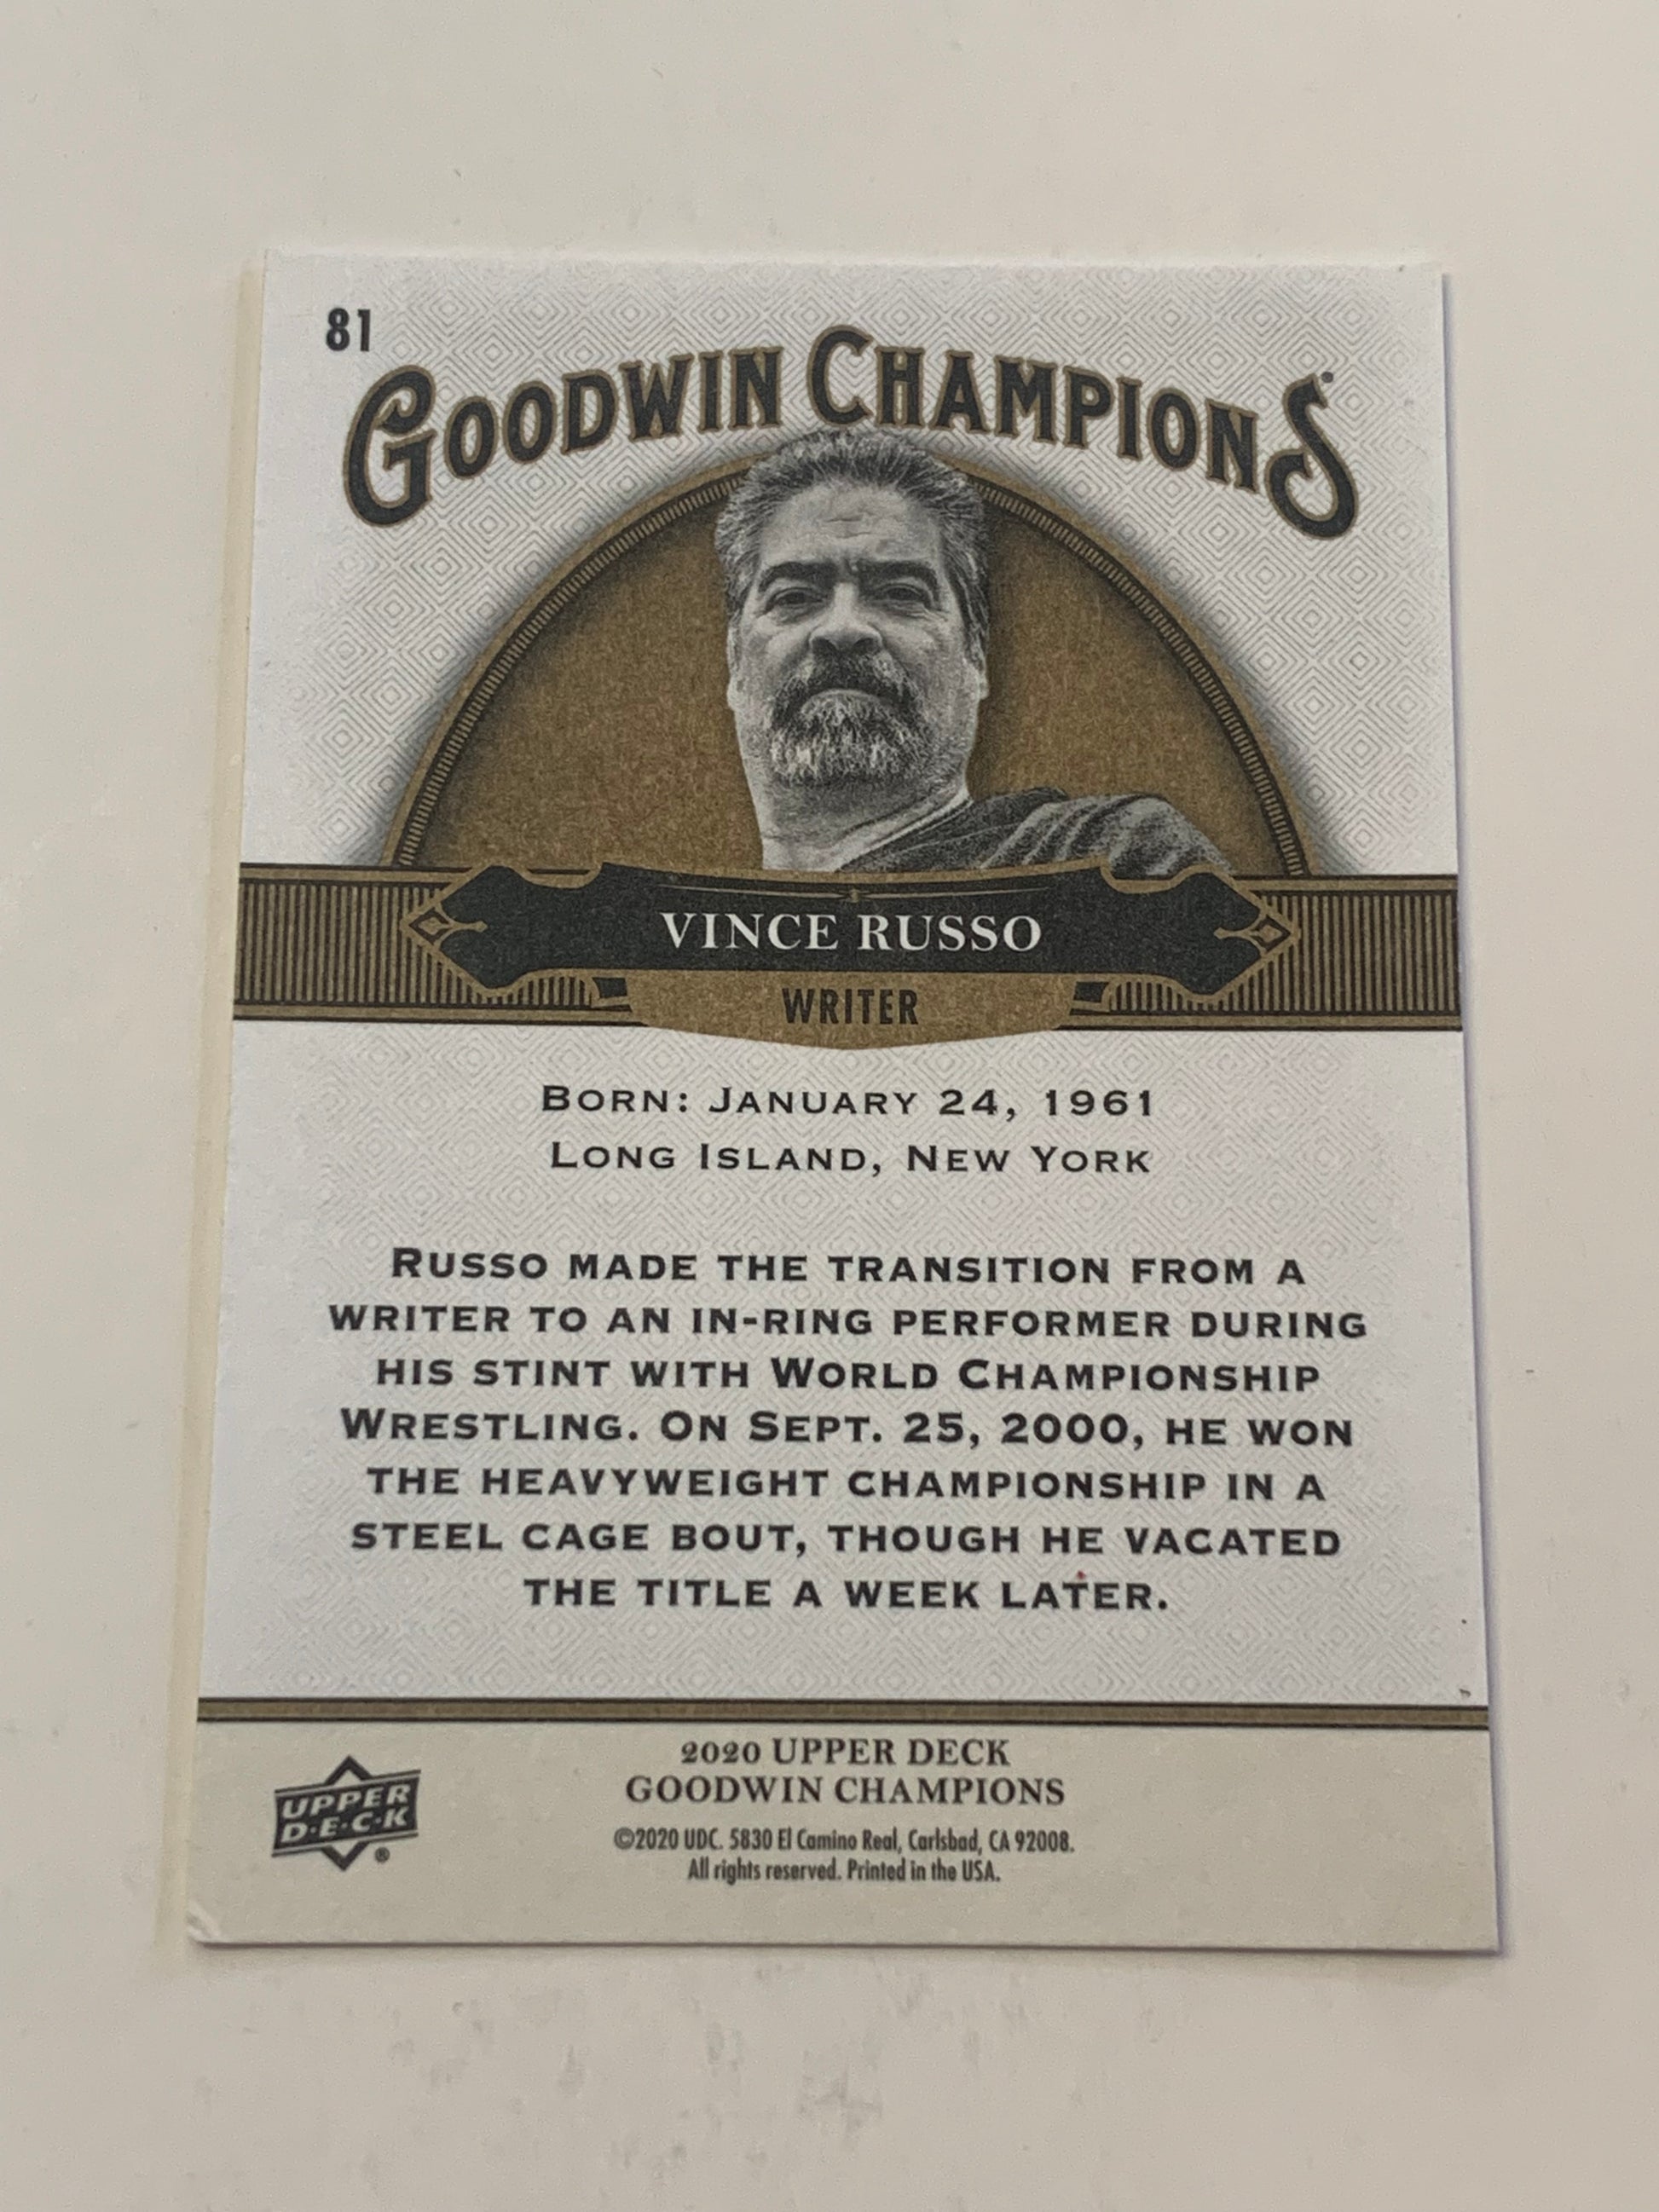 81
GOODWIN CHAMPIONS
VINCE RUSSO
WRITER
BORN: JANUARY 24, 1961
LONG ISLAND, NEW YORK
RUSSO MADE THE TRANSITION FROM A
WRITER TO AN IN-RING PERFORMER DURING
HIS STINT WITH WORLD CHAMPIONSHIP
WRESTLING. ON SEPT. 25, 2000, HE WON
THE HEAVYWEIGHT CHAMPIONSHIP IN A
STEEL CAGE BOUT, THOUGH HE VACATED
THE TITLE A WEEK LATER.
2020 UPPER DECK
GOODWIN CHAMPIONS
©2020 UDC. 5830 El Camino Real, Carlsbad, CA 92008.
All rights reserved. Printed in the USA.
UPPER
D·E·C·K
®